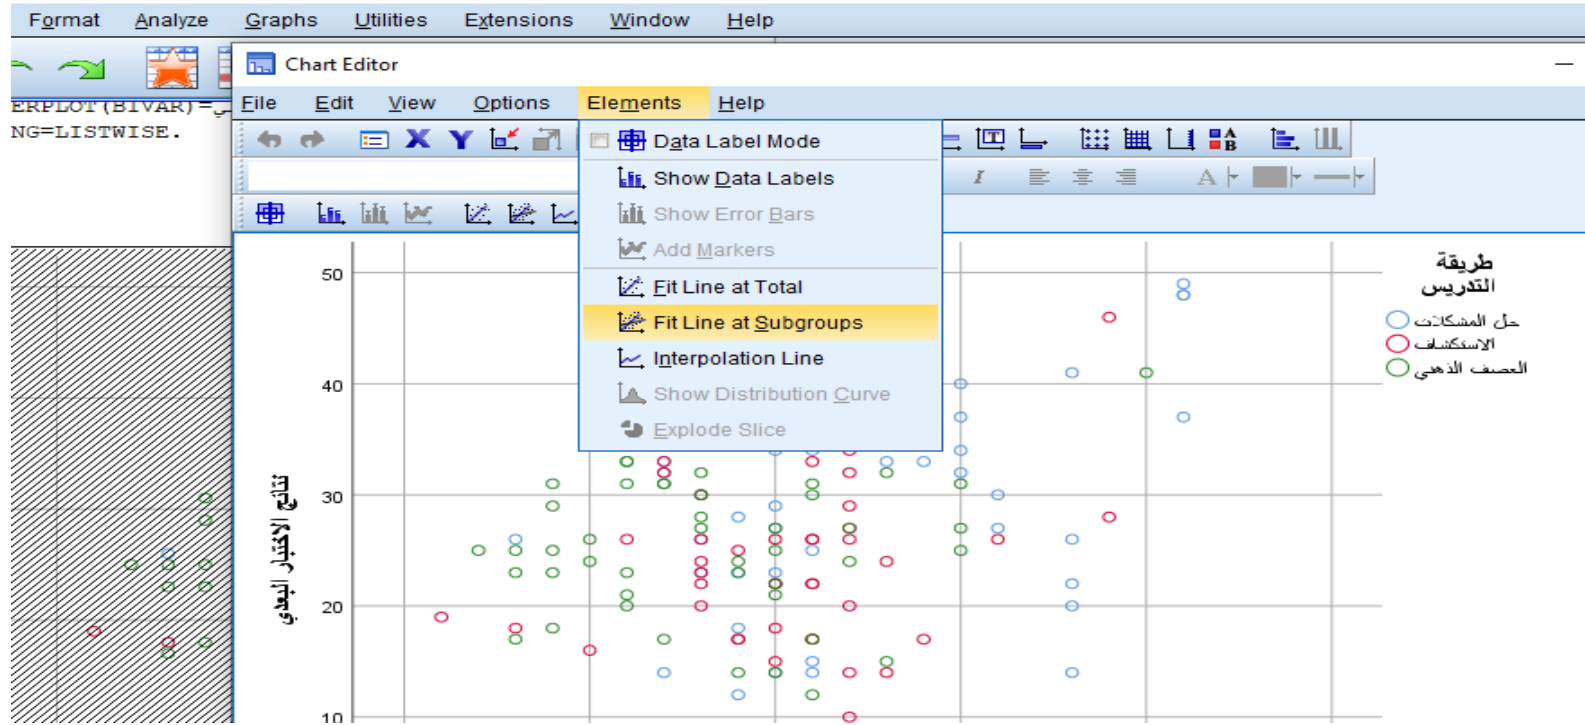 Format Analyze Graphs Utilities Extensions Window Help
Chart Editor
ERPLOT(BIVAR)=
NG=LISTWISE.
File Edit View Options Elements Help
Data Label Mode
Show Data Labels
Show Error Bars
Add Markers
Fit Line at Total
Fit Line at Subgroups
Interpolation Line
Show Distribution Curve
Explode Slice
X Y T A B
I A
طريقة
التدريس
حل المشكلات
الاستكشاف
العصف الذهني
نتائج الاختبار البعدي
50
40
30
20
10